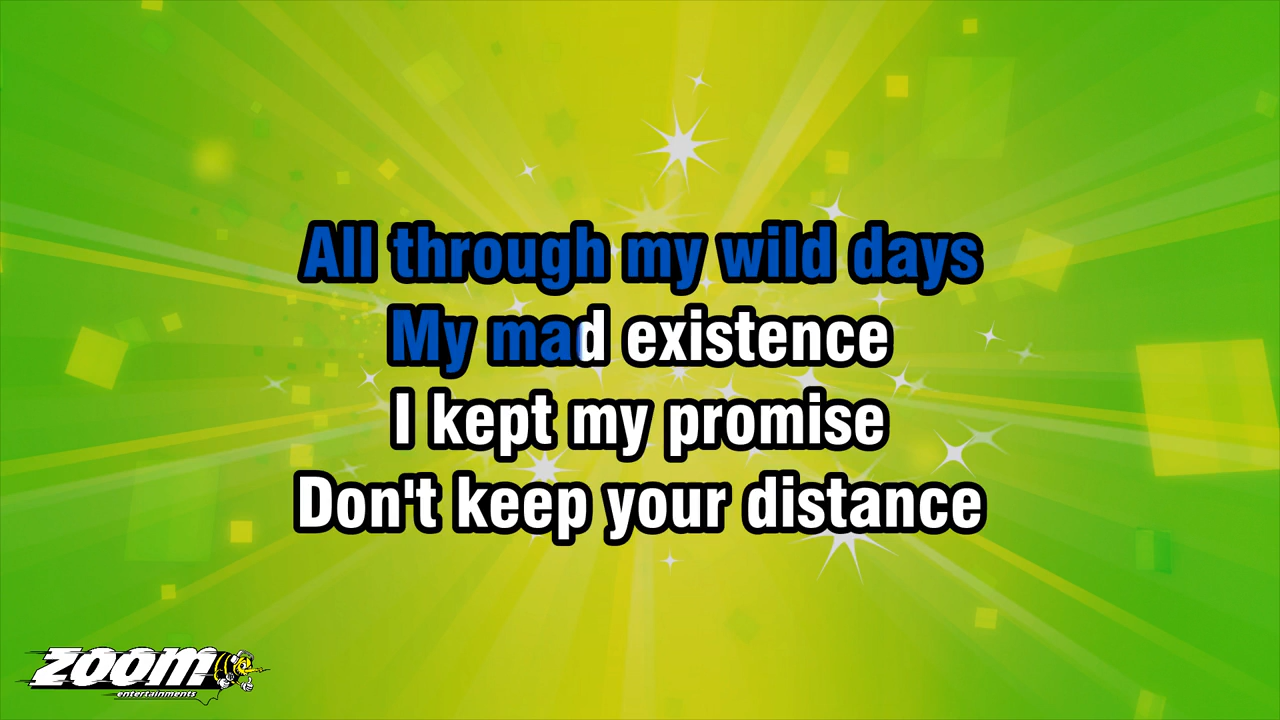 All through my wild days
My mad existence
I kept my promise
Don't keep your distance
ZOOM
entertainments